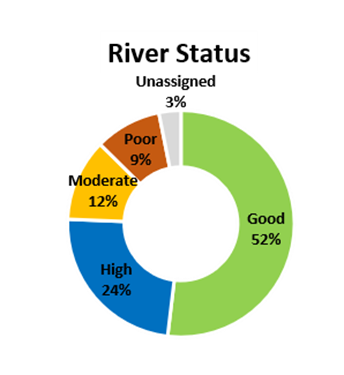 River Status
Unassigned
3%
Poor
9%
Moderate
12%
Good
52%
High
24%